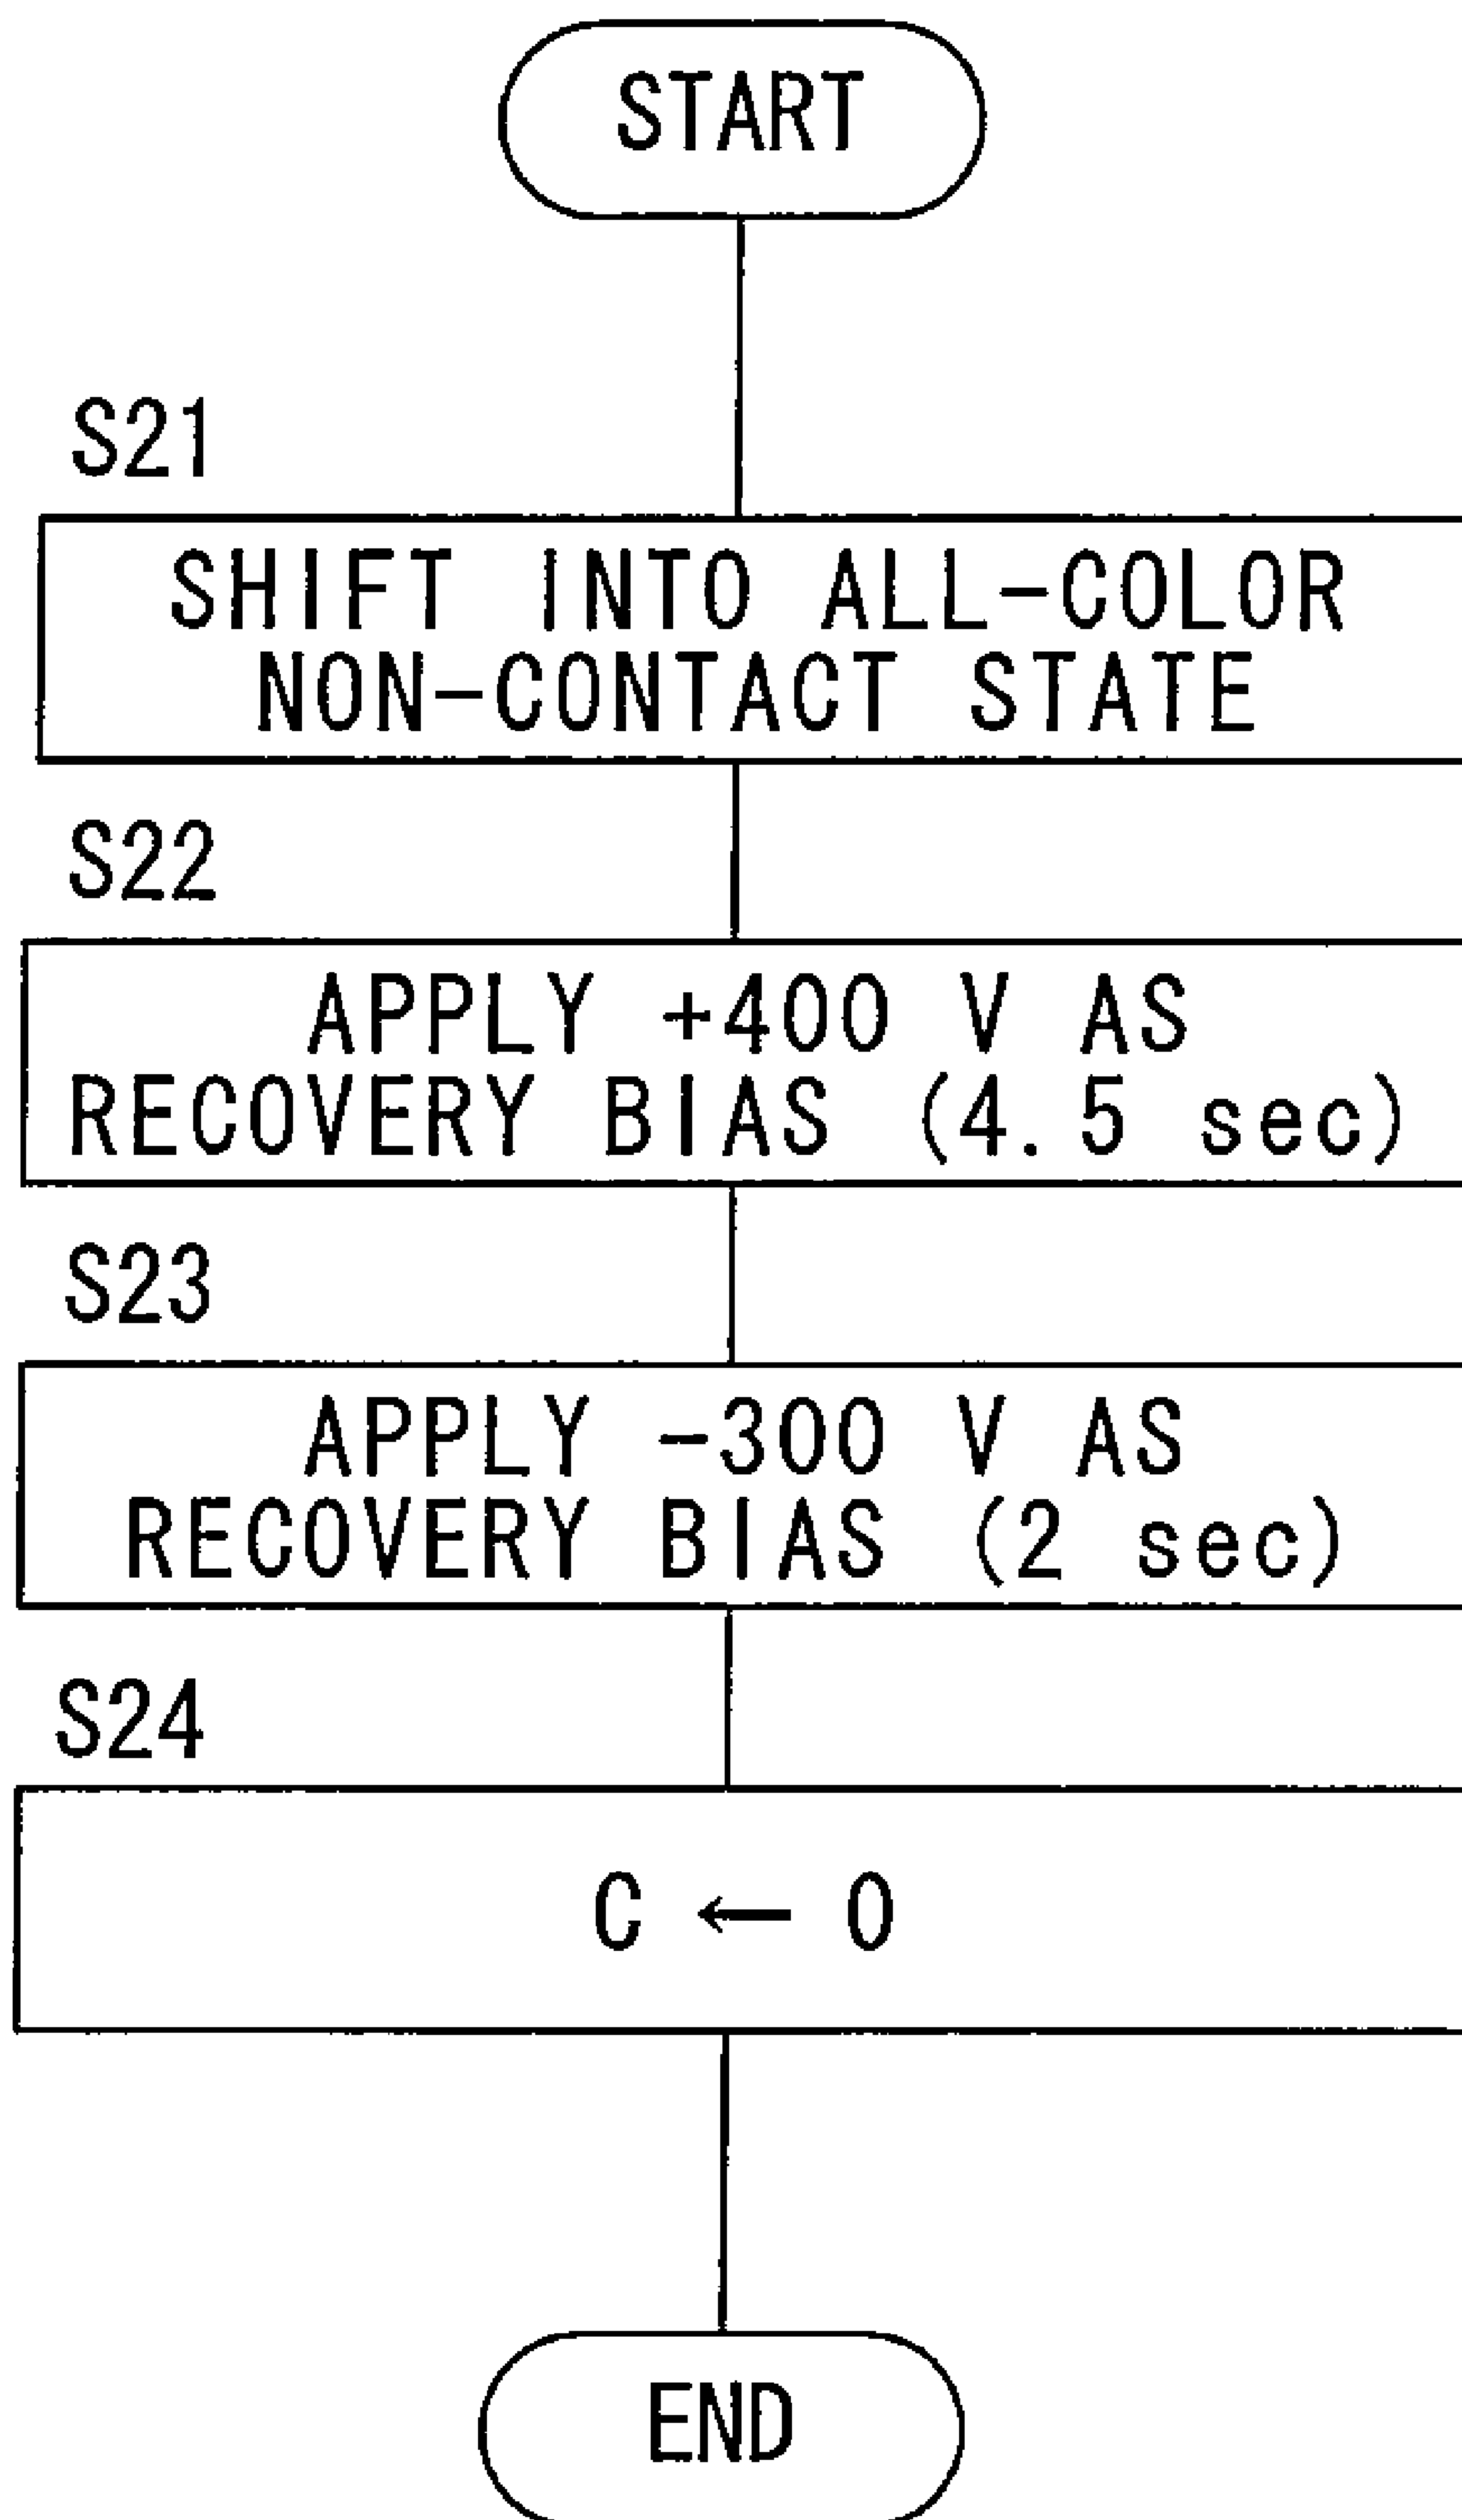 START
S21
SHIFT INTO ALL-COLOR
NON-CONTACT STATE
S22
APPLY +400 V AS
RECOVERY BIAS (4.5 sec)
S23
APPLY -300 V AS
RECOVERY BIAS (2 sec)
S24
C ← 0
END